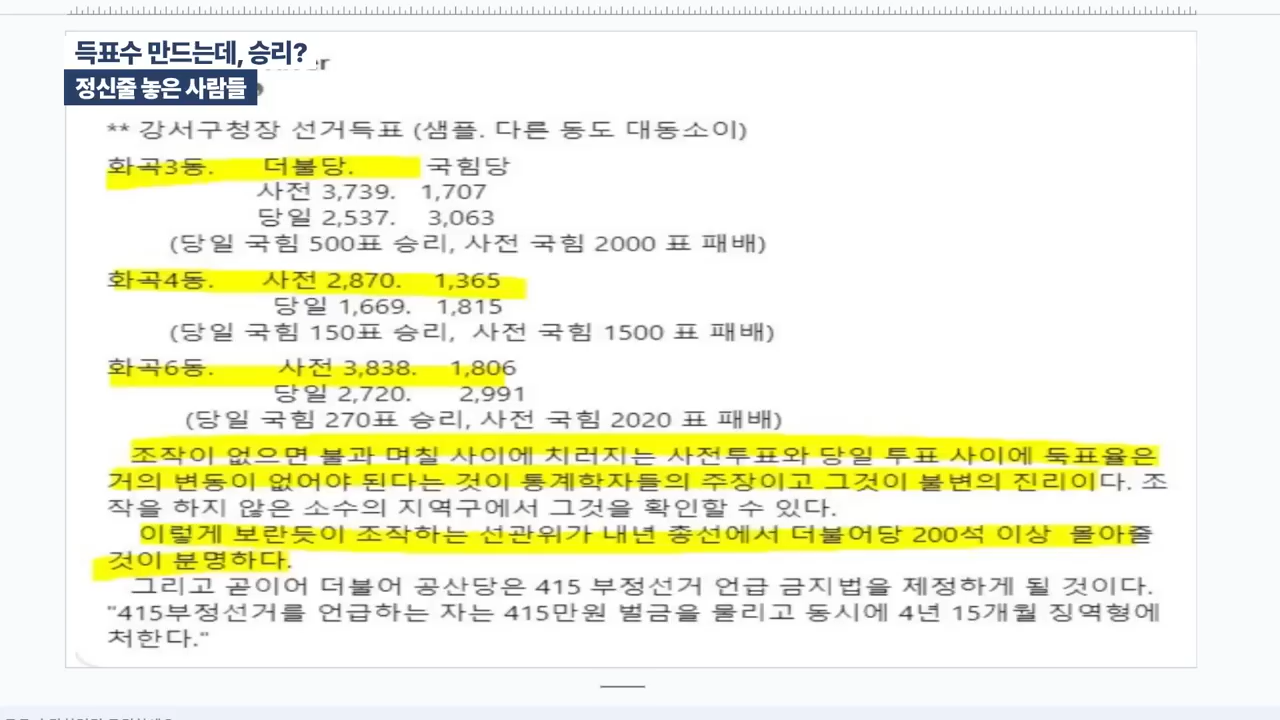 득표수 만드는데, 승리?
정신줄 놓은 사람들
** 강서구청장 선거득표 (샘플. 다른 동도 대동소이)
화곡3동. 더불당. 국힘당
사전 3,739. 1,707
당일 2,537. 3,063
(당일 국힘 500표 승리, 사전 국힘 2000 표 패배)
화곡4동. 사전 2,870. 1,365
당일 1,669. 1,815
(당일 국힘 150표 승리, 사전 국힘 1500 표 패배)
화곡6동. 사전 3,838. 1,806
당일 2,720. 2,991
(당일 국힘 270표 승리, 사전 국힘 2020 표 패배)
조작이 없으면 불과 며칠 사이에 치러지는 사전투표와 당일 투표 사이에 득표율은
거의 변동이 없어야 된다는 것이 통계학자들의 주장이고 그것이 불변의 진리이다. 조
작을 하지 않은 소수의 지역구에서 그것을 확인할 수 있다.
이렇게 보란듯이 조작하는 선관위가 내년 총선에서 더불어당 200석 이상 몰아줄
것이 분명하다.
그리고 곧이어 더불어 공산당은 415 부정선거 언급 금지법을 제정하게 될 것이다.
"415부정선거를 언급하는 자는 415만원 벌금을 물리고 동시에 4년 15개월 징역형에
처한다."